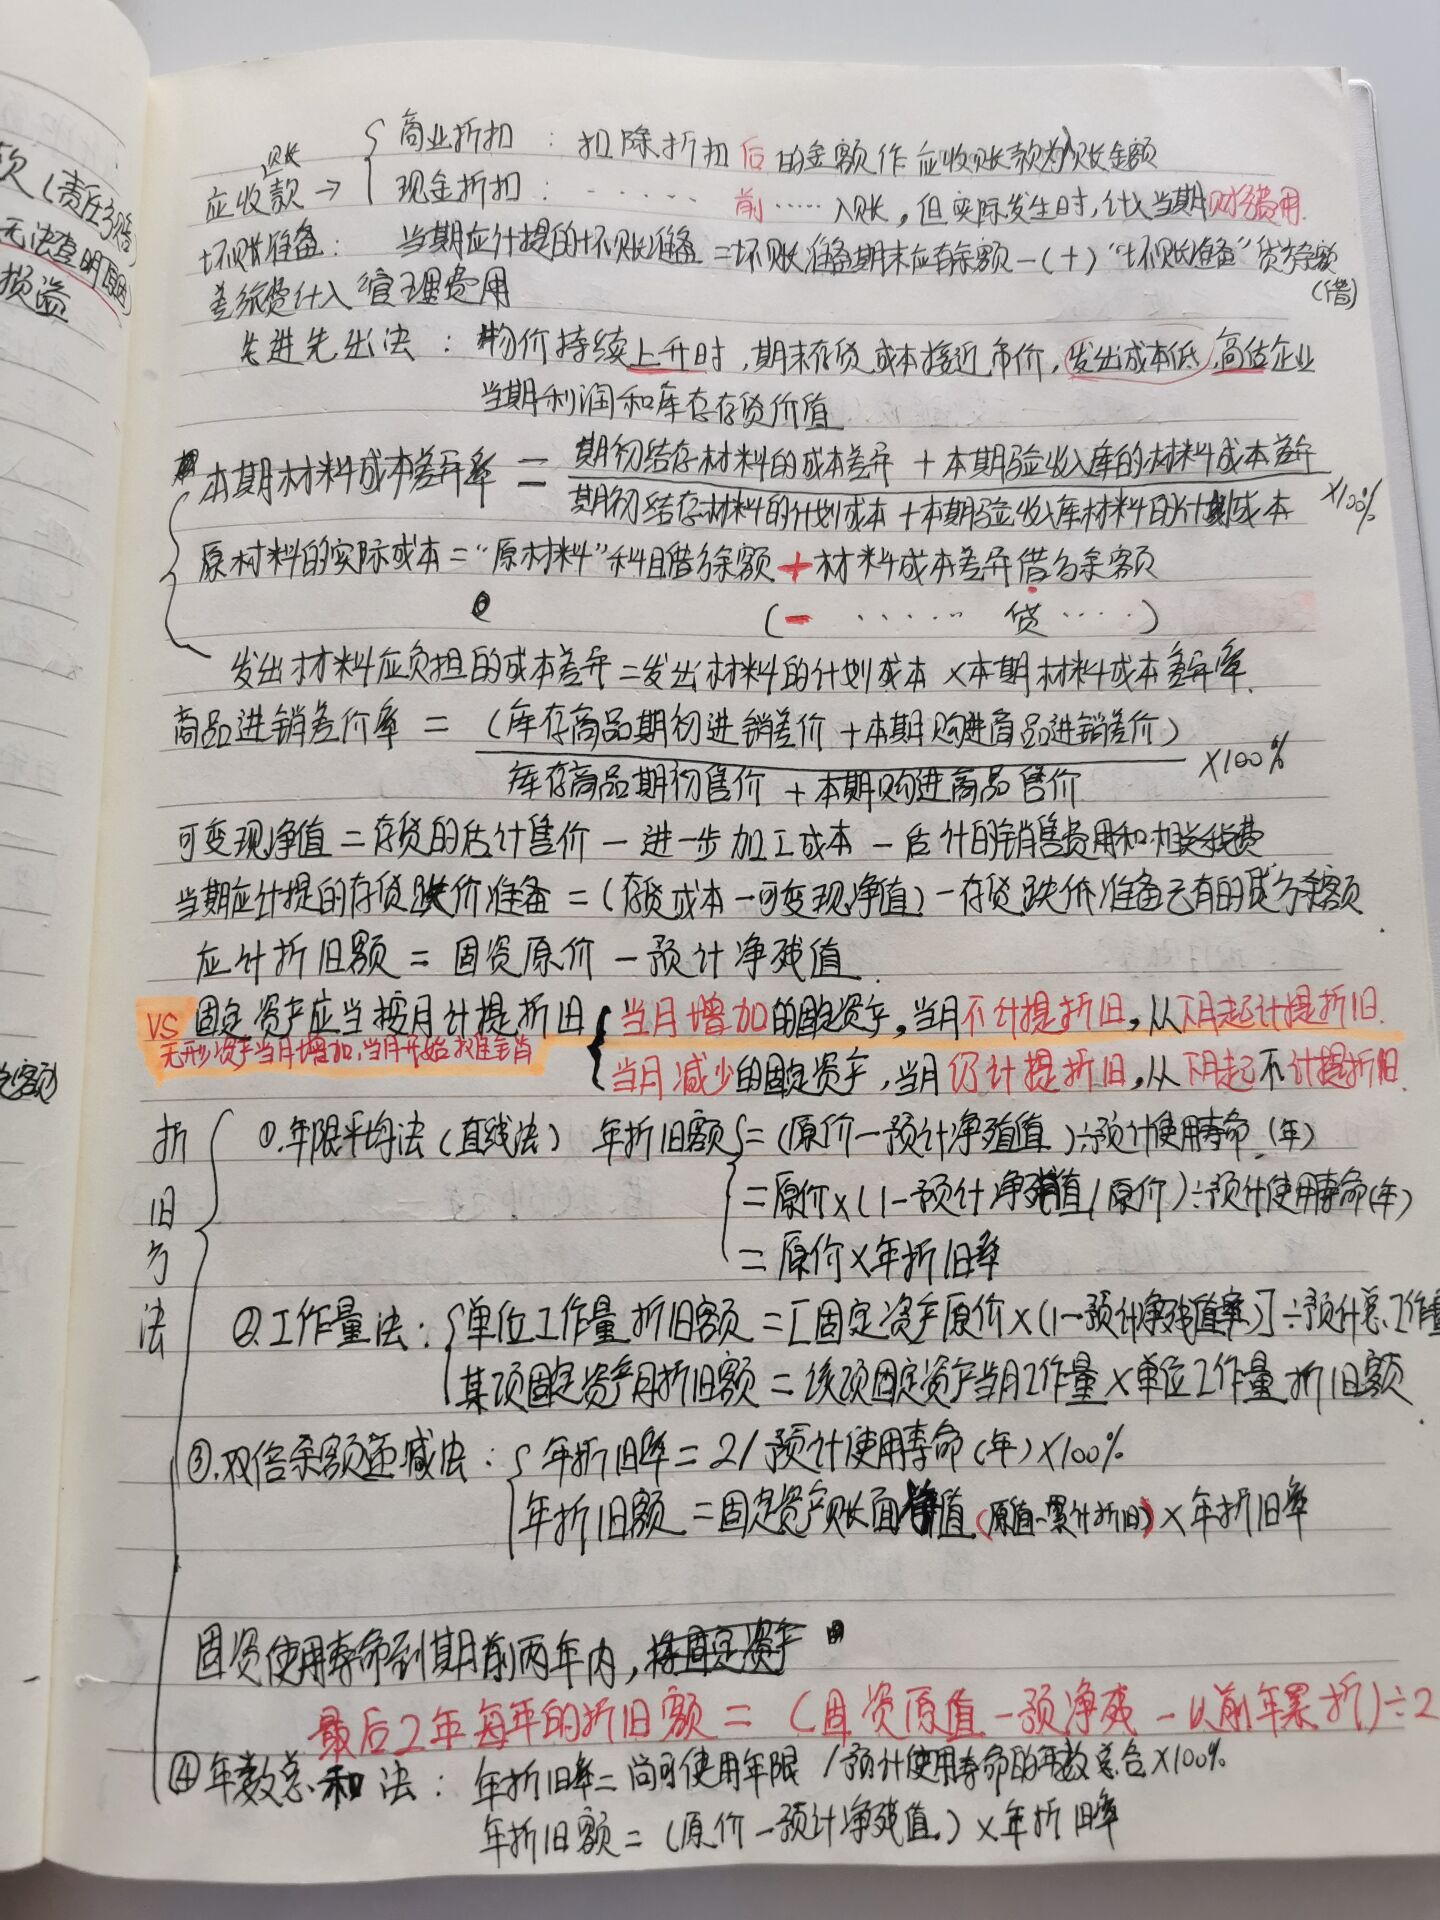 款(责任方赔)
无法查明原因
损益
应收账款→ { 商业折扣：扣除折扣后的金额作应收账款为入账金额
现金折扣：····· 前 ····· 入账，但实际发生时，计入当期财务费用.
坏账准备：当期应计提的坏账准备=坏账准备期末应有余额-(+)“坏账准备”贷方余额
(借)
差旅费计入管理费用
先进先出法：物价持续上升时，期末存货成本接近市价，发出成本低，高估企业
当期利润和库存存货价值
本期材料成本差异率 = 期初结存材料的成本差异+本期验收入库的材料成本差异
期初结存材料的计划成本+本期验收入库材料的计划成本 ×100%
原材料的实际成本=“原材料”科目借方余额+材料成本差异借方余额
(- ······ 贷 ····)
发出材料应负担的成本差异=发出材料的计划成本×本期材料成本差异率.
商品进销差价率 = (库存商品期初进销差价+本期购进商品进销差价)
库存商品期初售价+本期购进商品售价 ×100%
可变现净值=存货的估计售价-进一步加工成本-估计的销售费用和相关税费
当期应计提的存货跌价准备=(存货成本-可变现净值)-存货跌价准备已有的贷方余额
应计折旧额=固资原价-预计净残值.
VS 固定资产应当按月计提折旧 { 当月增加的固定资产，当月不计提折旧，从下月起计提折旧.
无形资产当月增加，当月开始摊销
当月减少的固定资产，当月仍计提折旧，从下月起不计提折旧.
折旧方法
①.年限平均法(直线法) 年折旧额 { =(原价-预计净残值)÷预计使用寿命(年)
=原价×(1-预计净残值/原价)÷预计使用寿命(年)
=原价×年折旧率
②.工作量法：{ 单位工作量折旧额=[固定资产原价×(1-预计净残值率)]÷预计总工作量
某项固定资产月折旧额=该项固定资产当月工作量×单位工作量折旧额
③.双倍余额递减法：{ 年折旧率=2/预计使用寿命(年)×100%
年折旧额=固定资产账面净值(原值-累计折旧)×年折旧率
固资使用寿命到期前两年内，将固定资产
最后2年每年的折旧额=(固资原值-预净残-以前年累折)÷2
④年数总和法：年折旧率=尚可使用年限/预计使用寿命的年数总合×100%
年折旧额=(原价-预计净残值)×年折旧率